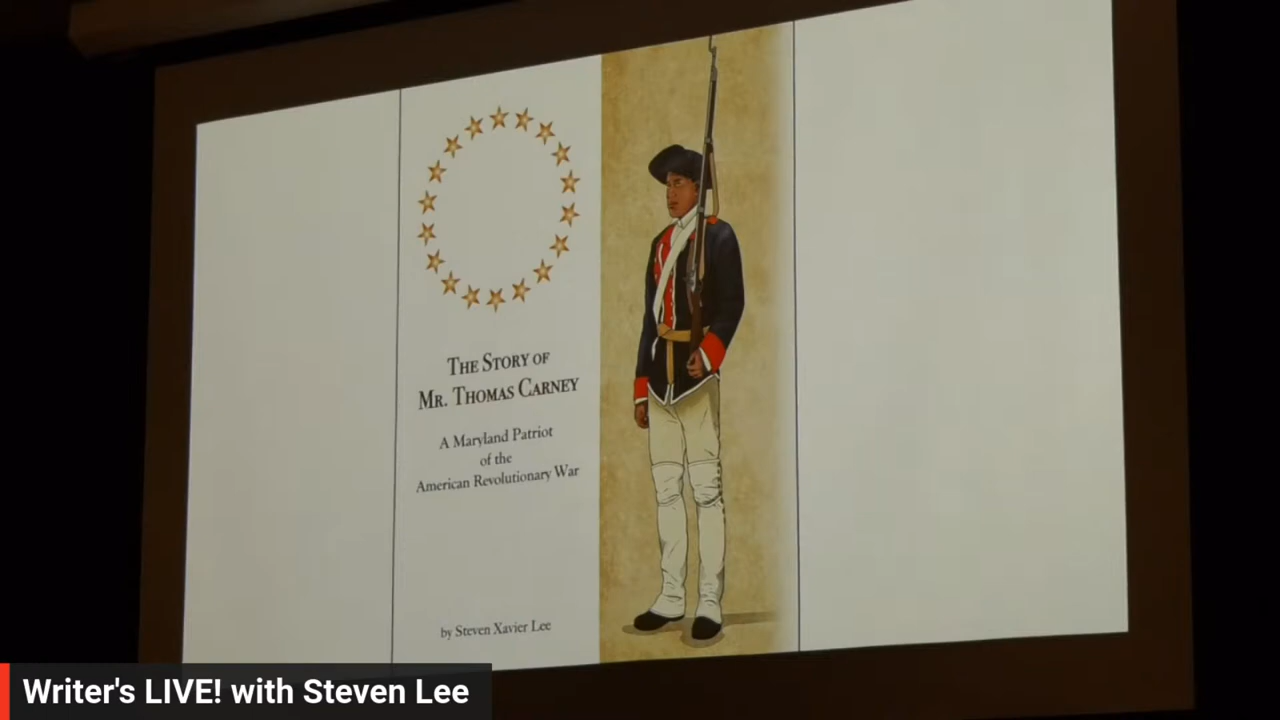 The Story of
Mr. Thomas Carney
A Maryland Patriot
of the
American Revolutionary War
by Steven Xavier Lee
Writer's LIVE! with Steven Lee